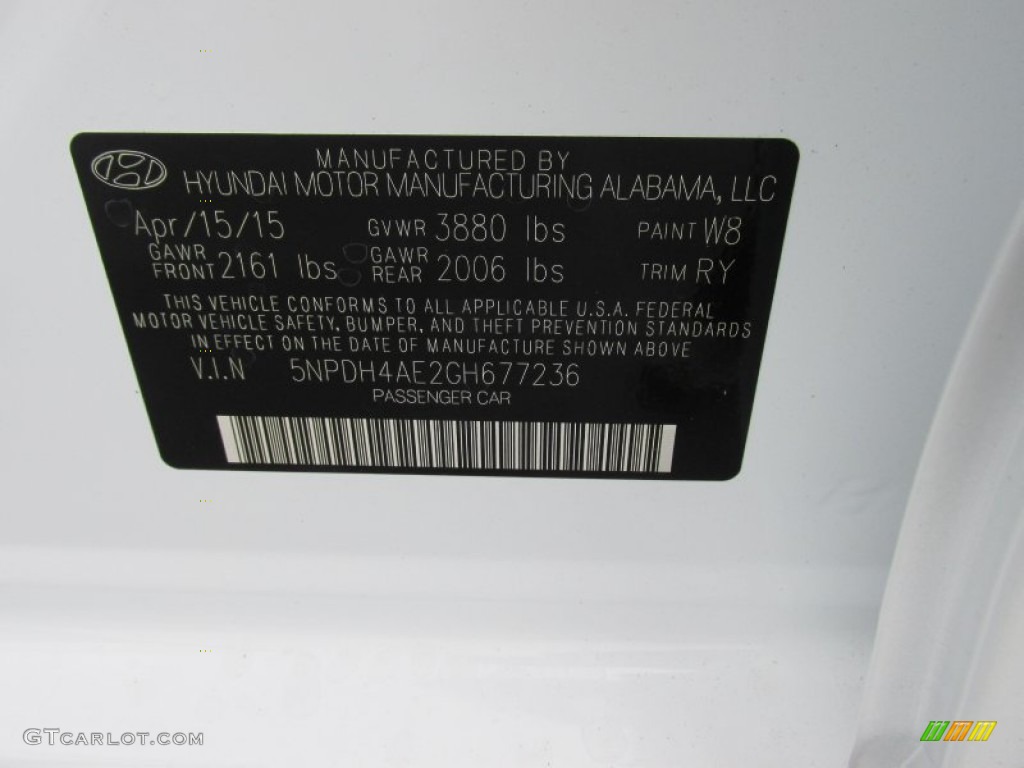 MANUFACTURED BY
HYUNDAI MOTOR MANUFACTURING ALABAMA, LLC
Apr/15/15 GVWR 3880 lbs PAINT W8
GAWR FRONT 2161 lbs GAWR REAR 2006 lbs TRIM RY
THIS VEHICLE CONFORMS TO ALL APPLICABLE U.S.A. FEDERAL
MOTOR VEHICLE SAFETY, BUMPER, AND THEFT PREVENTION STANDARDS
IN EFFECT ON THE DATE OF MANUFACTURE SHOWN ABOVE
V.I.N 5NPDH4AE2GH677236
PASSENGER CAR
GTCARLOT.COM